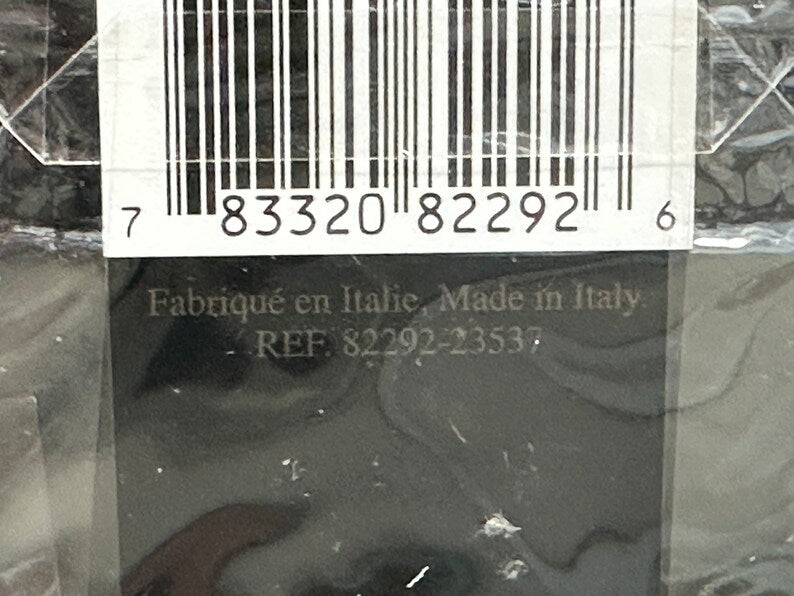 7 83320 82292 6
Fabriqué en Italie, Made in Italy.
REF. 82292-23537